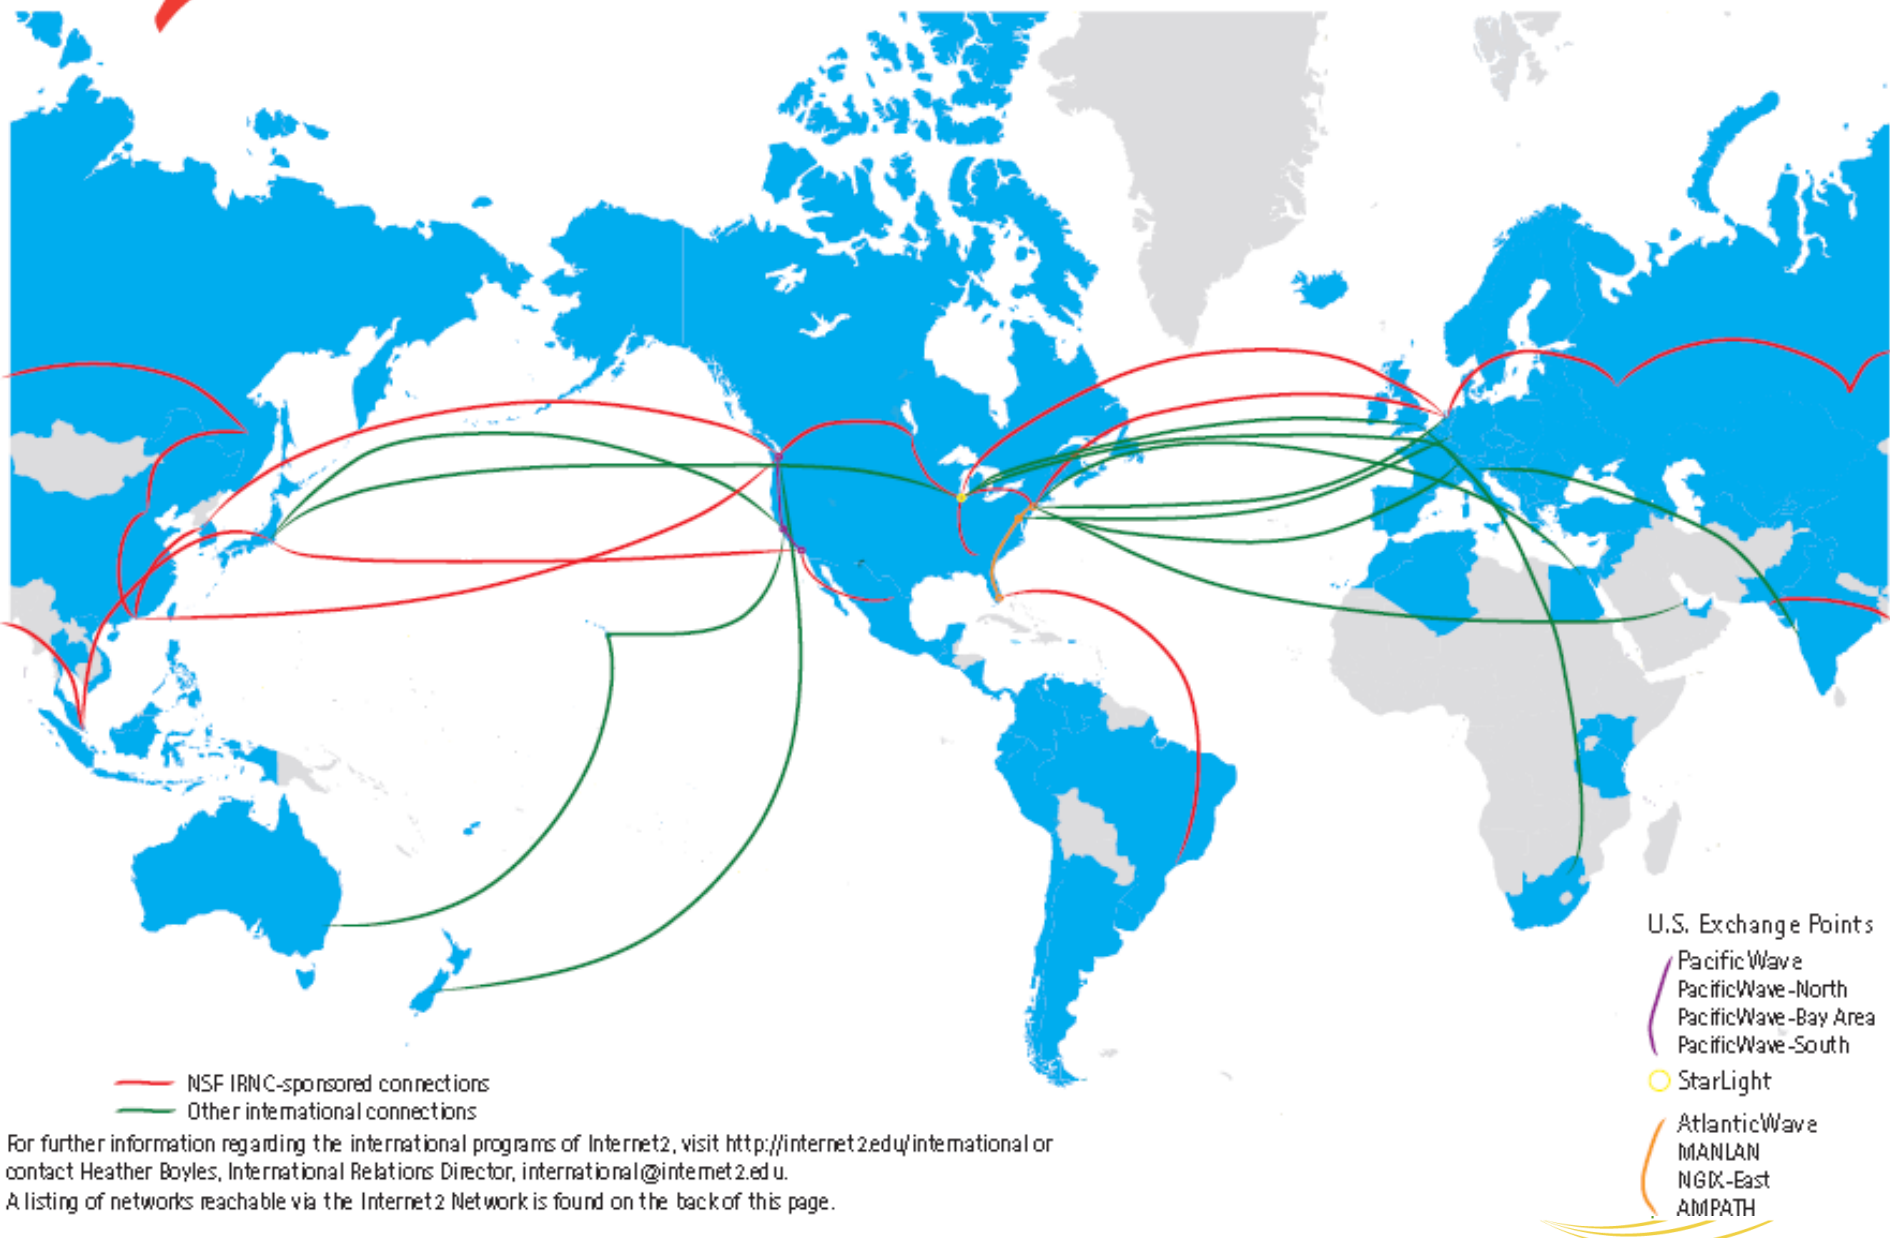 U.S. Exchange Points
PacificWave
PacificWave-North
PacificWave-Bay Area
PacificWave-South
StarLight
AtlanticWave
MANLAN
NGIX-East
AMPATH
NSF IRNC-sponsored connections
Other international connections
For further information regarding the international programs of Internet2, visit http://internet2.edu/international or
contact Heather Boyles, International Relations Director, international@internet2.edu.
A listing of networks reachable via the Internet2 Network is found on the back of this page.